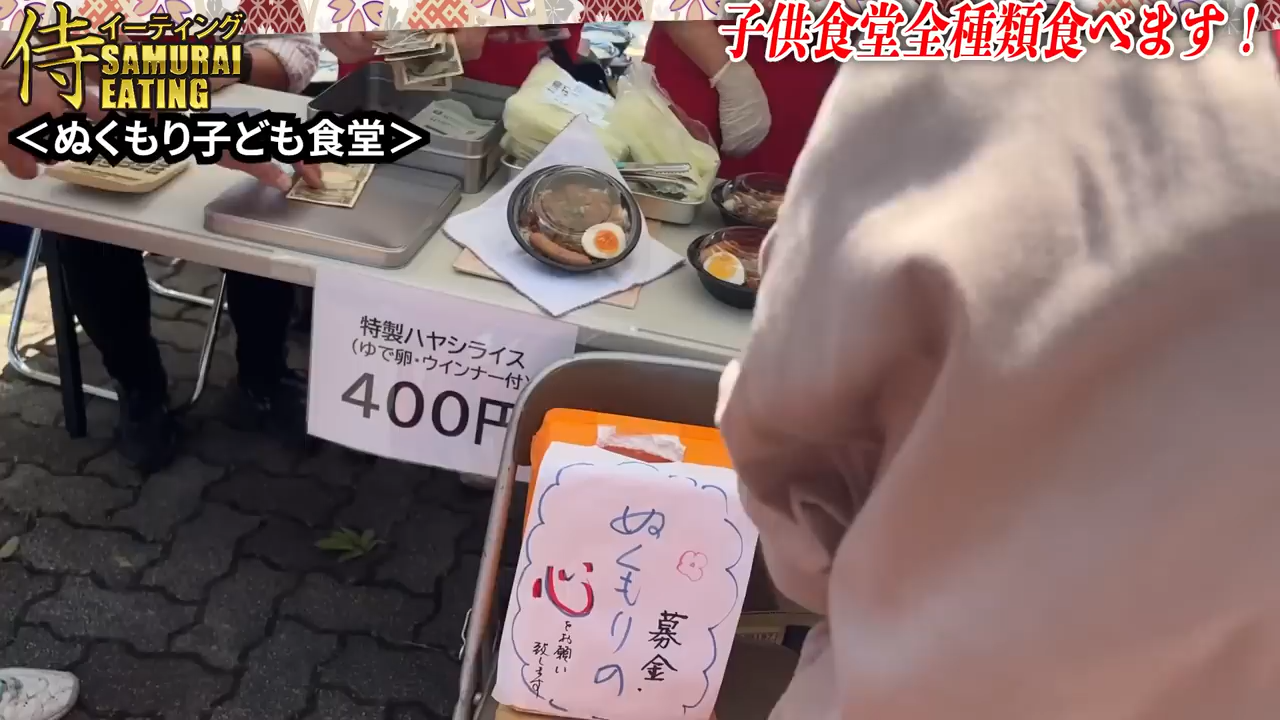 侍
イーティング
SAMURAI
EATING
子供食堂全種類食べます！
＜ぬくもり子ども食堂＞
特製ハヤシライス
(ゆで卵・ウインナー付)
400円
募金
ぬくもりの
心
をお願い
致します